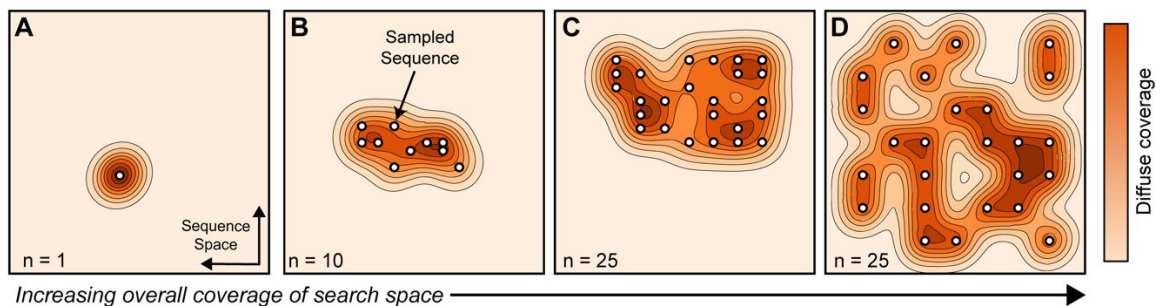 A
B
C
D
Sampled
Sequence
Sequence
Space
n = 1
n = 10
n = 25
n = 25
Diffuse coverage
Increasing overall coverage of search space